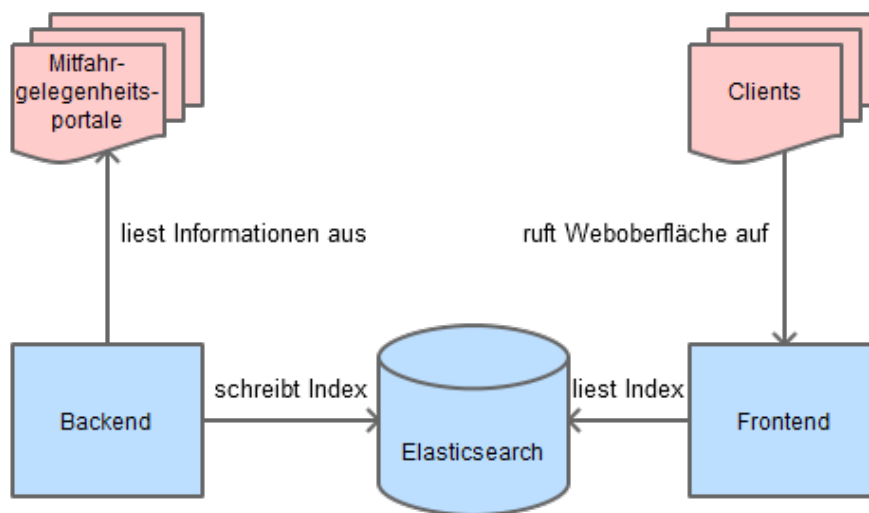 Mitfahr-
gelegenheits-
portale
Clients
liest Informationen aus
ruft Weboberfläche auf
schreibt Index
liest Index
Backend
Elasticsearch
Frontend